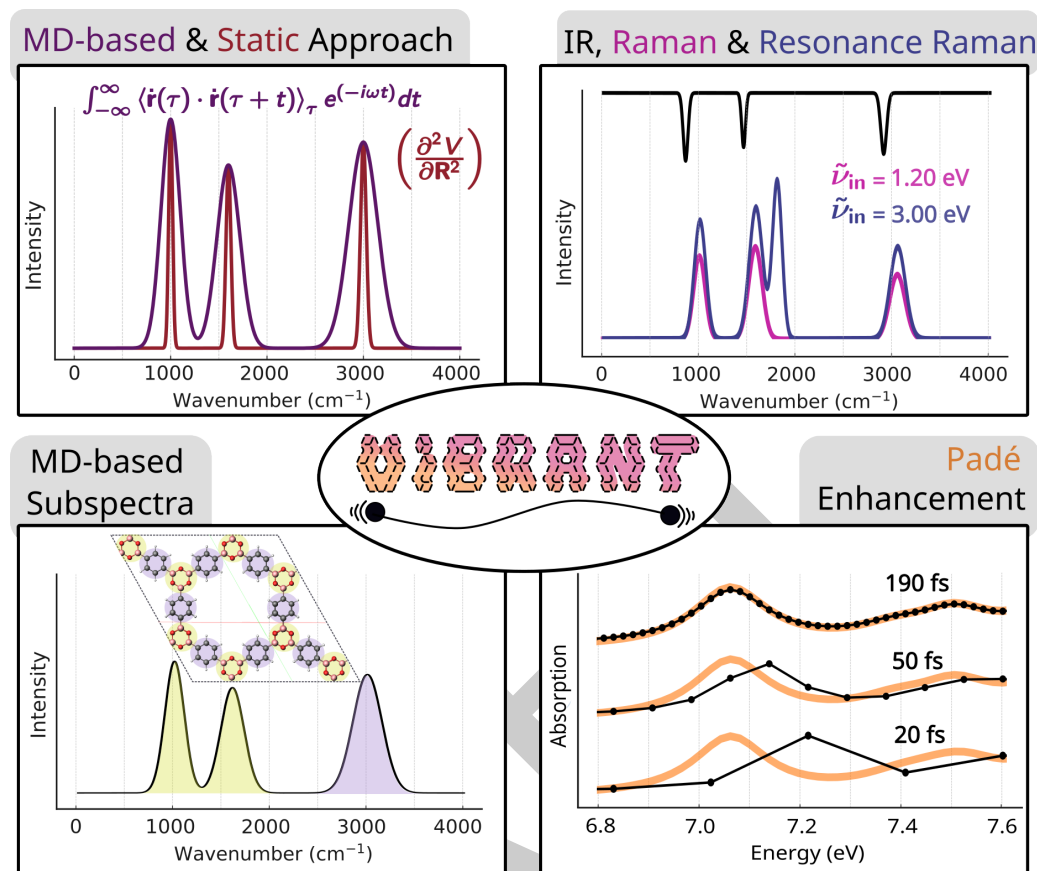 MD-based & Static Approach
∫_{-∞}^{∞} ⟨ṙ(τ) · ṙ(τ + t)⟩_τ e^{(−iωt)} dt
(∂²V / ∂R²)
Intensity
0 1000 2000 3000 4000
Wavenumber (cm⁻¹)
IR, Raman & Resonance Raman
ν̃_in = 1.20 eV
ν̃_in = 3.00 eV
Intensity
0 1000 2000 3000 4000
Wavenumber (cm⁻¹)
ViBRANT
MD-based
Subspectra
Intensity
0 1000 2000 3000 4000
Wavenumber (cm⁻¹)
Padé
Enhancement
190 fs
50 fs
20 fs
Absorption
6.8 7.0 7.2 7.4 7.6
Energy (eV)